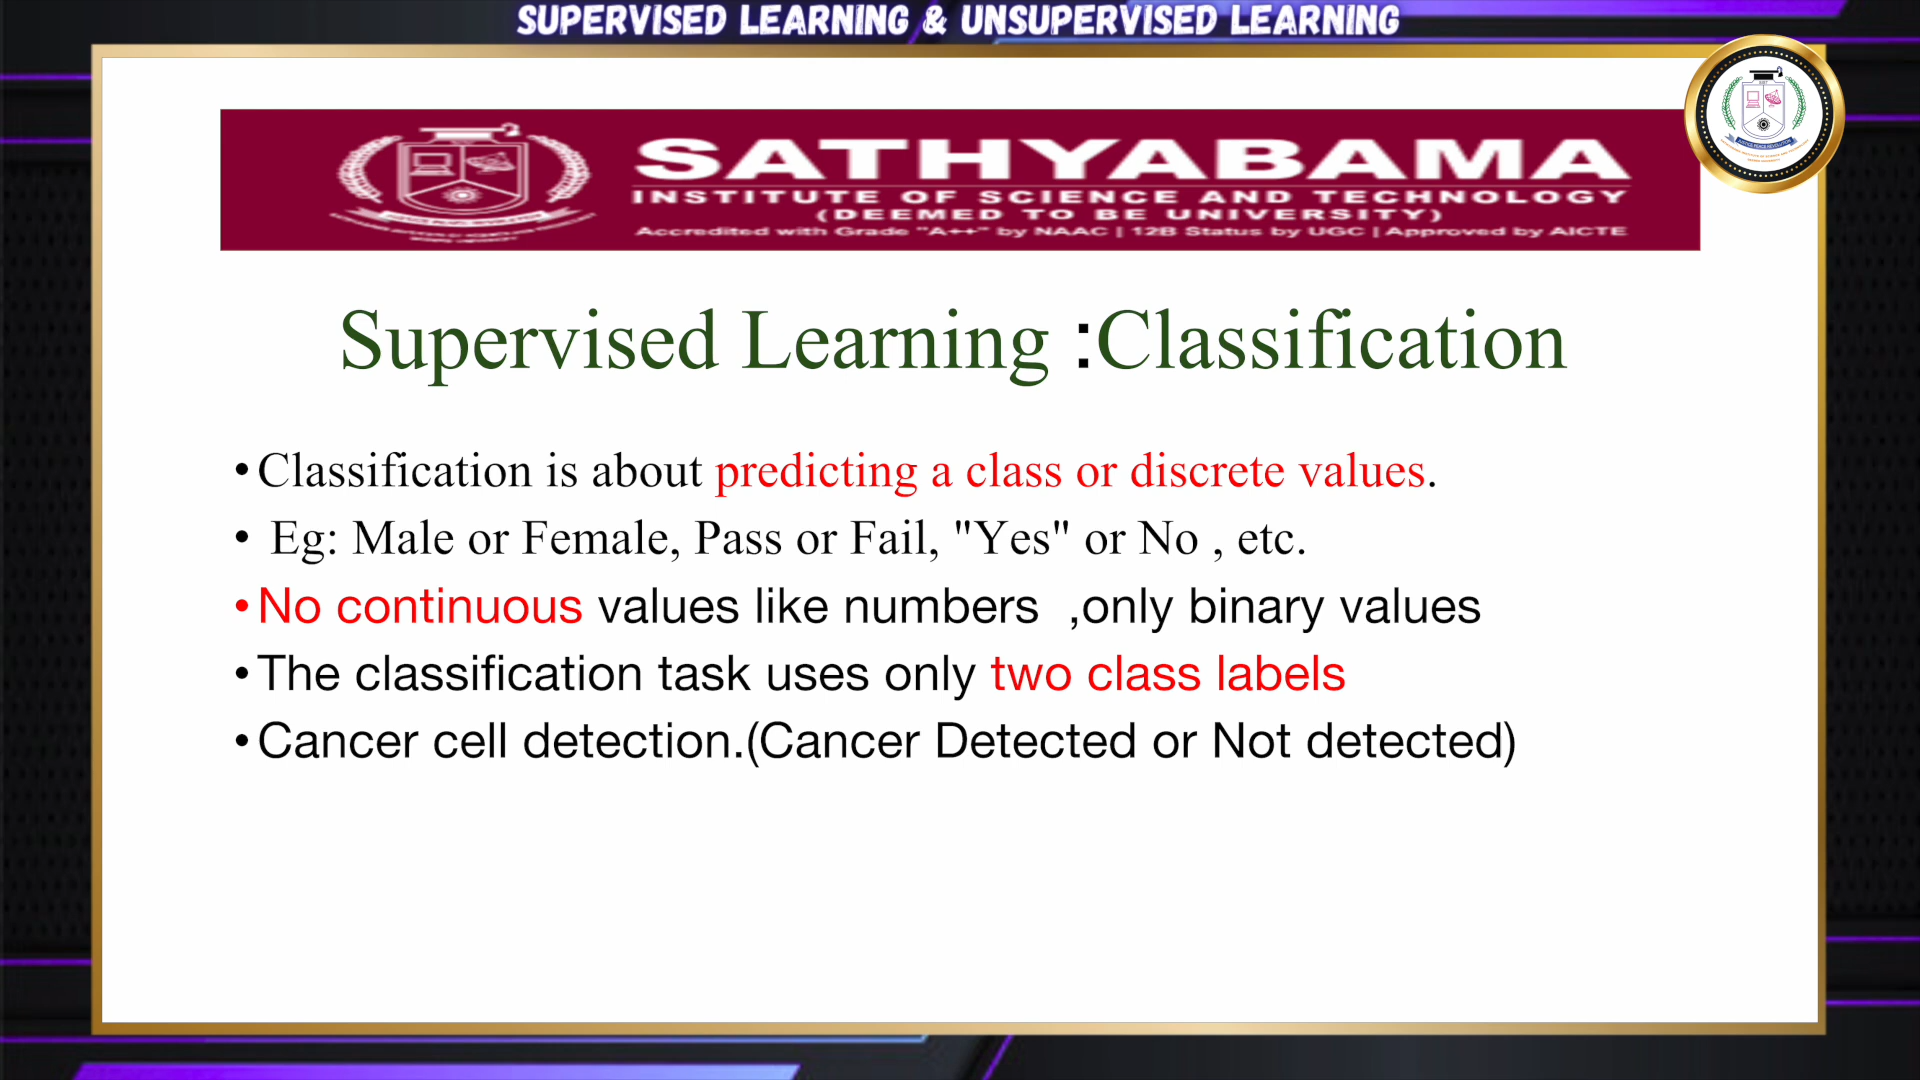 SUPERVISED LEARNING & UNSUPERVISED LEARNING
SATHYABAMA
INSTITUTE OF SCIENCE AND TECHNOLOGY
(DEEMED TO BE UNIVERSITY)
Accredited with Grade "A++" by NAAC | 12B Status by UGC | Approved by AICTE
Supervised Learning :Classification
• Classification is about predicting a class or discrete values.
• Eg: Male or Female, Pass or Fail, "Yes" or No , etc.
• No continuous values like numbers ,only binary values
• The classification task uses only two class labels
• Cancer cell detection.(Cancer Detected or Not detected)